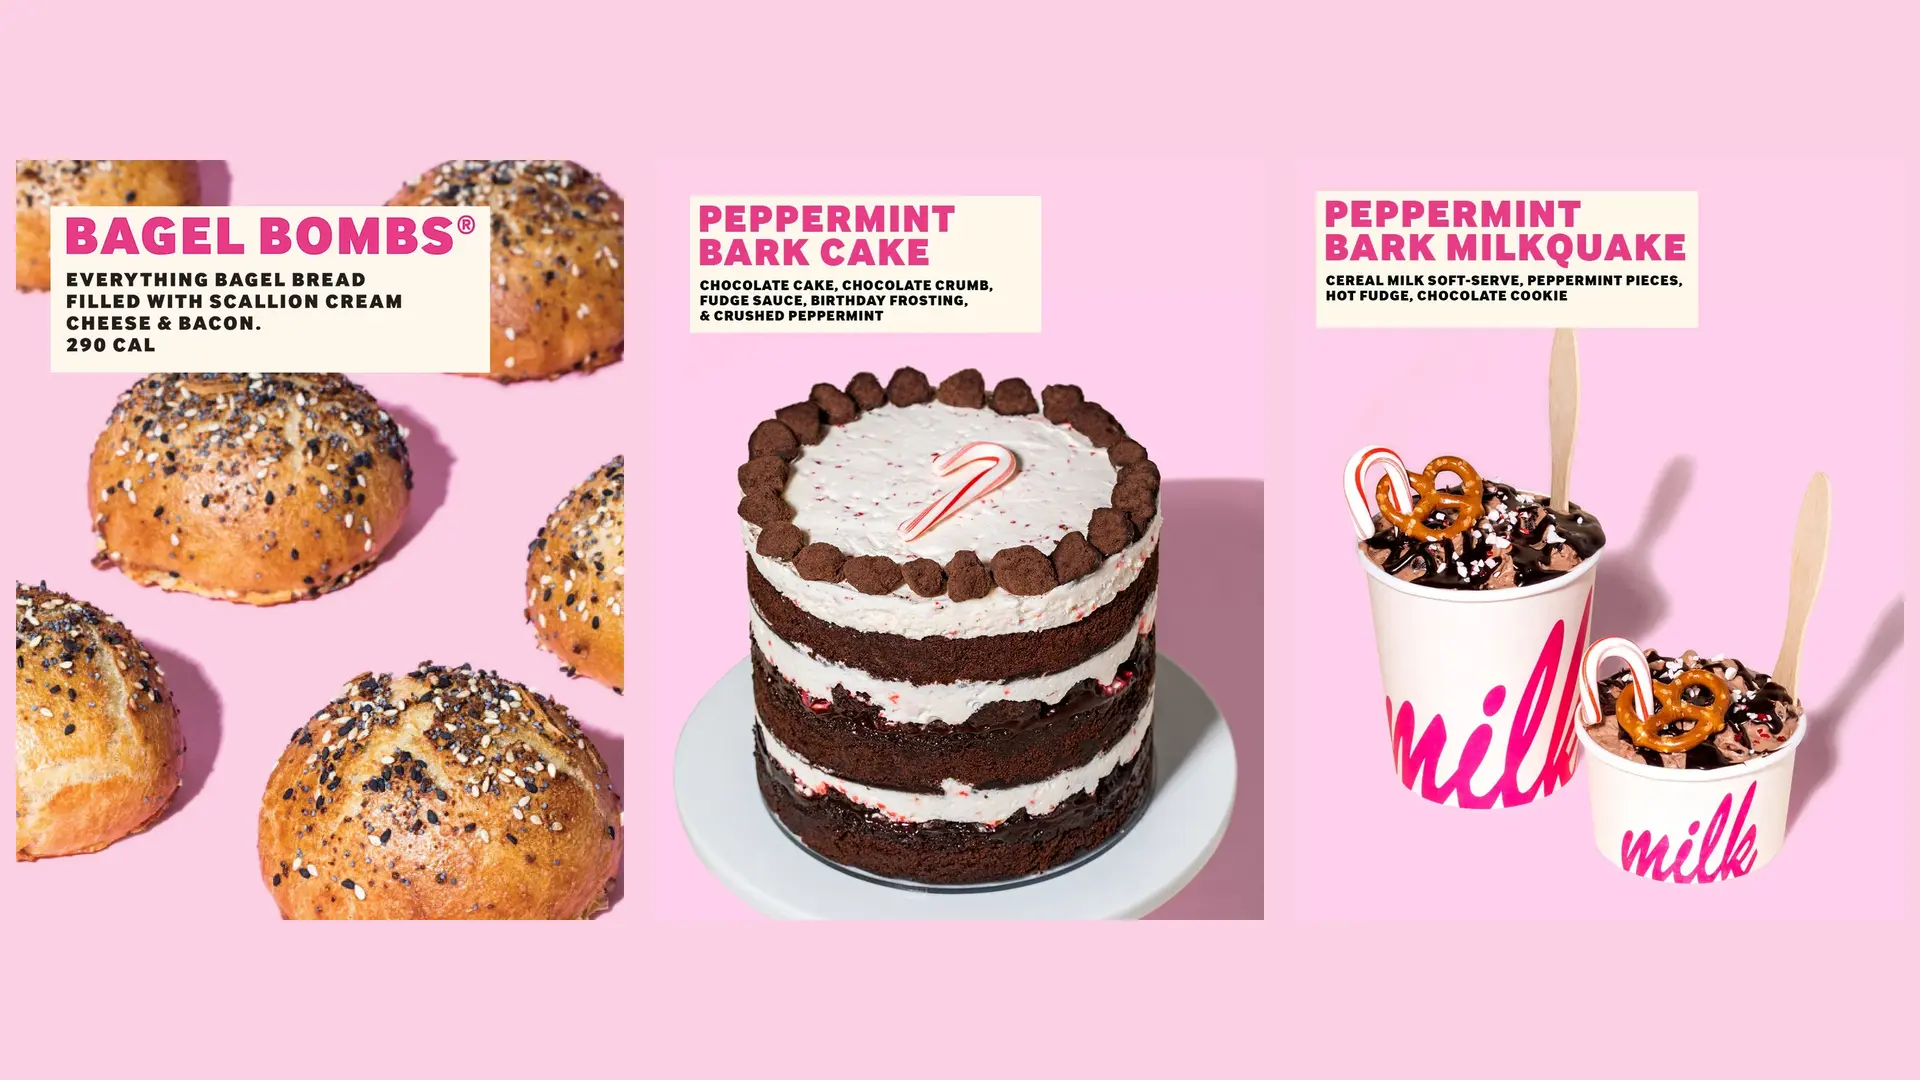 BAGEL BOMBS®
EVERYTHING BAGEL BREAD
FILLED WITH SCALLION CREAM
CHEESE & BACON.
290 CAL
PEPPERMINT
BARK CAKE
CHOCOLATE CAKE, CHOCOLATE CRUMB,
FUDGE SAUCE, BIRTHDAY FROSTING,
& CRUSHED PEPPERMINT
PEPPERMINT
BARK MILKQUAKE
CEREAL MILK SOFT-SERVE, PEPPERMINT PIECES,
HOT FUDGE, CHOCOLATE COOKIE
milk
milk